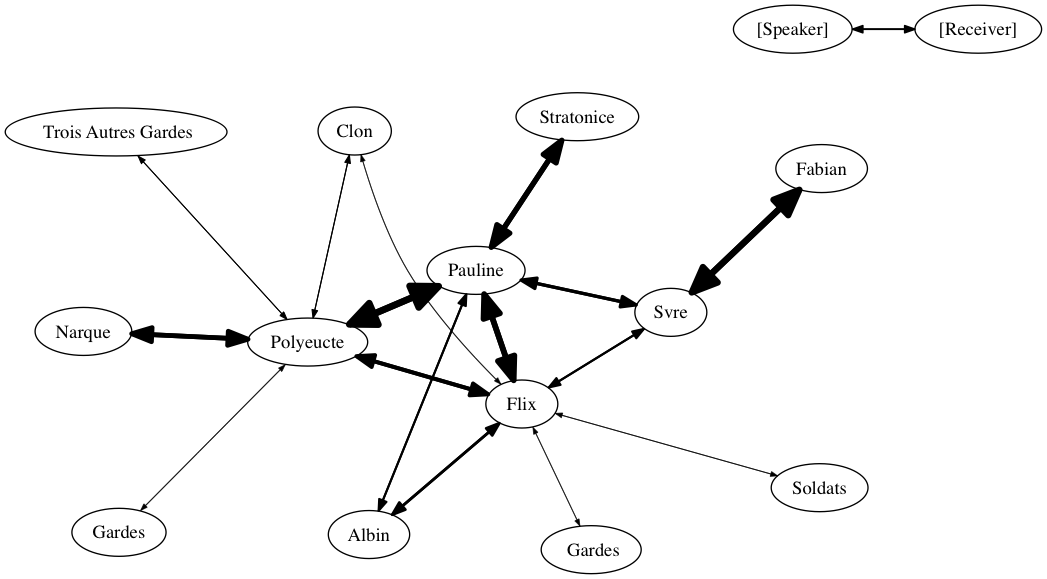 [Speaker]
[Receiver]
Stratonice
Trois Autres Gardes
Clon
Fabian
Pauline
Svre
Narque
Polyeucte
Flix
Soldats
Gardes
Albin
Gardes